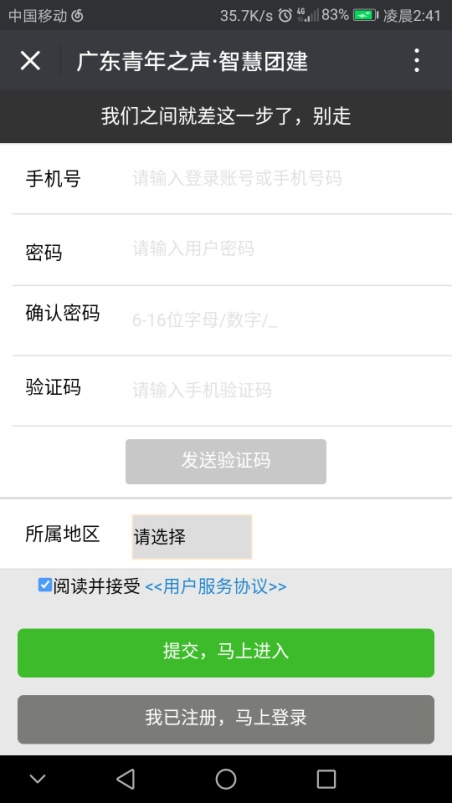 中国移动 35.7K/s 4G 83% 凌晨2:41
广东青年之声·智慧团建
我们之间就差这一步了，别走
手机号 请输入登录账号或手机号码
密码 请输入用户密码
确认密码 6-16位字母/数字/_
验证码 请输入手机验证码
发送验证码
所属地区 请选择
阅读并接受 <<用户服务协议>>
提交，马上进入
我已注册，马上登录